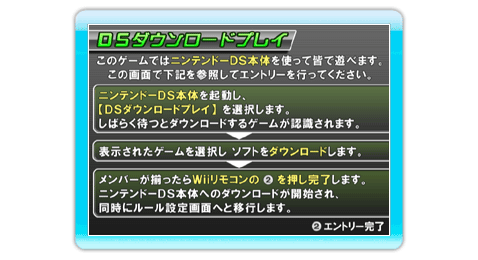 DSダウンロードプレイ
このゲームではニンテンドーDS本体を使って皆で遊べます。
この画面で下記を参照してエントリーを行ってください。
ニンテンドーDS本体を起動し、
【DSダウンロードプレイ】を選択します。
しばらく待つとダウンロードするゲームが認識されます。
表示されたゲームを選択し ソフトをダウンロードします。
メンバーが揃ったらWiiリモコンの ② を押し完了します。
ニンテンドーDS本体へのダウンロードが開始され、
同時にルール設定画面へと移行します。
②エントリー完了